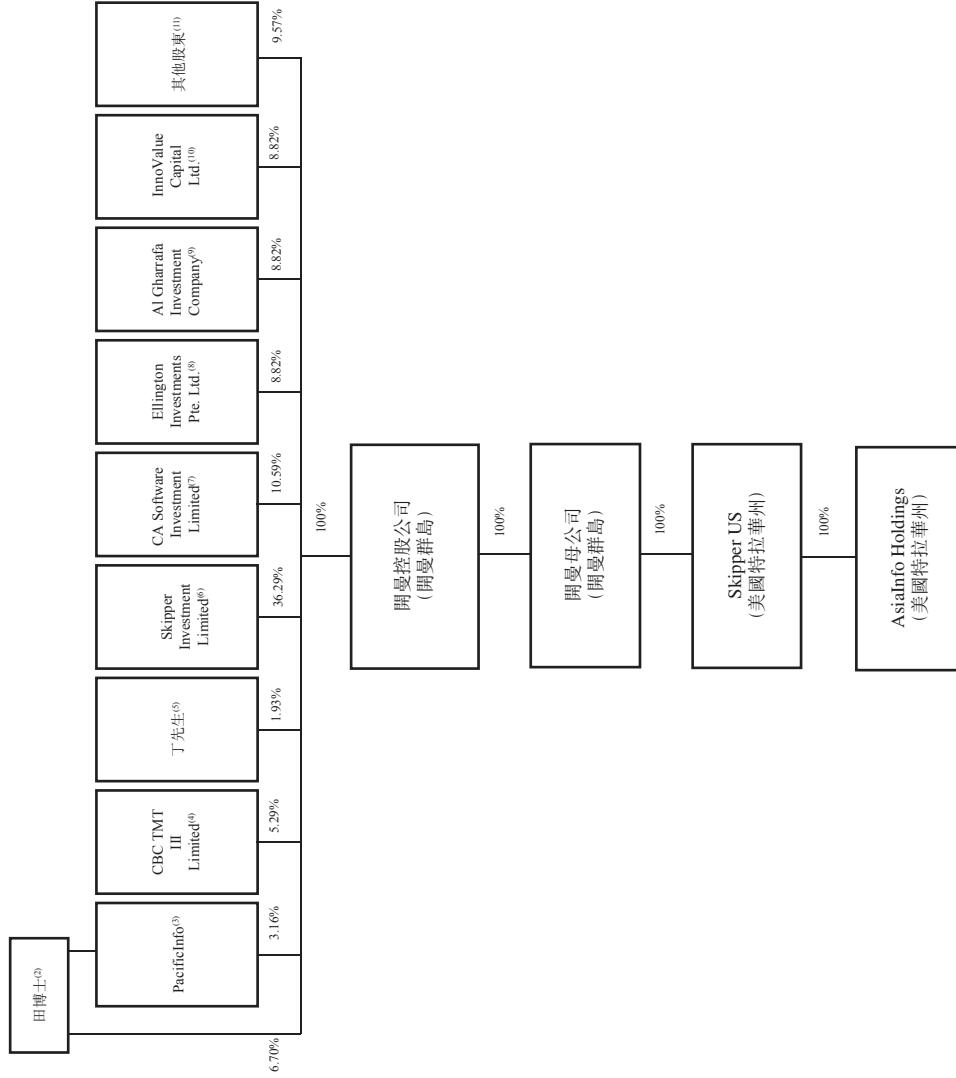 田博士(2)
PacificInfo(3)
CBC TMT
III
Limited(4)
丁先生(5)
Skipper
Investment
Limited(6)
CA Software
Investment
Limited(7)
Ellington
Investments
Pte. Ltd.(8)
Al Gharrafa
Investment
Company(9)
InnoValue
Capital
Ltd.(10)
其他股東(11)
6.70%
3.16%
5.29%
1.93%
36.29%
10.59%
8.82%
8.82%
8.82%
9.57%
100%
開曼控股公司
(開曼群島)
100%
開曼母公司
(開曼群島)
100%
Skipper US
(美國特拉華州)
100%
AsiaInfo Holdings
(美國特拉華州)